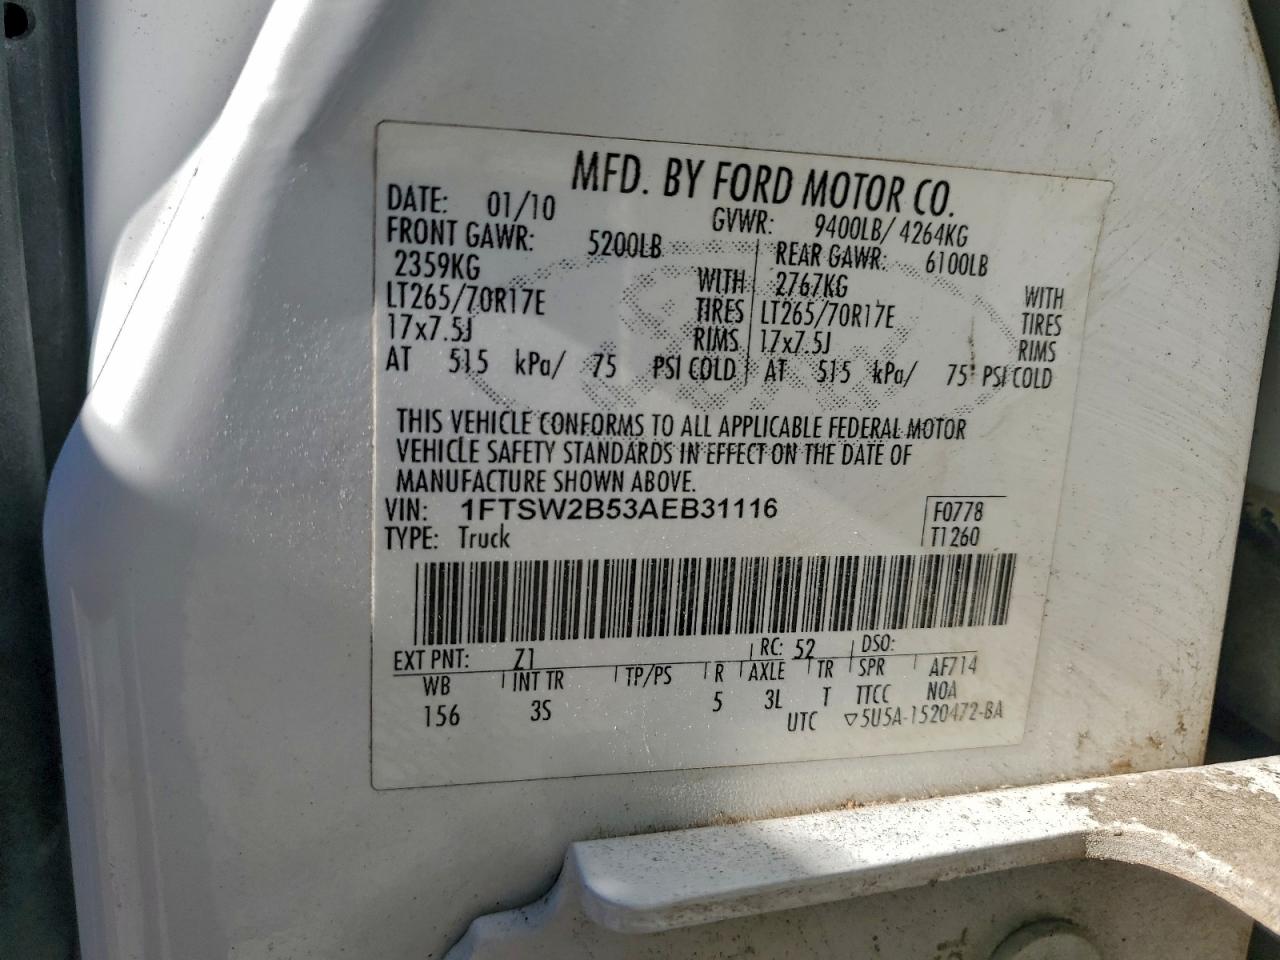 MFD. BY FORD MOTOR CO.
DATE: 01/10 GVWR: 9400LB/ 4264KG
FRONT GAWR: 5200LB REAR GAWR: 6100LB
2359KG WITH 2767KG WITH
LT265/70R17E TIRES LT265/70R17E TIRES
17x7.5J RIMS 17x7.5J RIMS
AT 515 kPa/ 75 PSI COLD AT 515 kPa/ 75 PSI COLD
THIS VEHICLE CONFORMS TO ALL APPLICABLE FEDERAL MOTOR
VEHICLE SAFETY STANDARDS IN EFFECT ON THE DATE OF
MANUFACTURE SHOWN ABOVE.
VIN: 1FTSW2B53AEB31116 F0778
TYPE: Truck T1260
EXT PNT: Z1 RC: 52 DSO:
WB INT TR TP/PS R AXLE TR SPR AF714
156 3S 5 3L T TTCC NOA
UTC ▽5U5A-1520472-BA